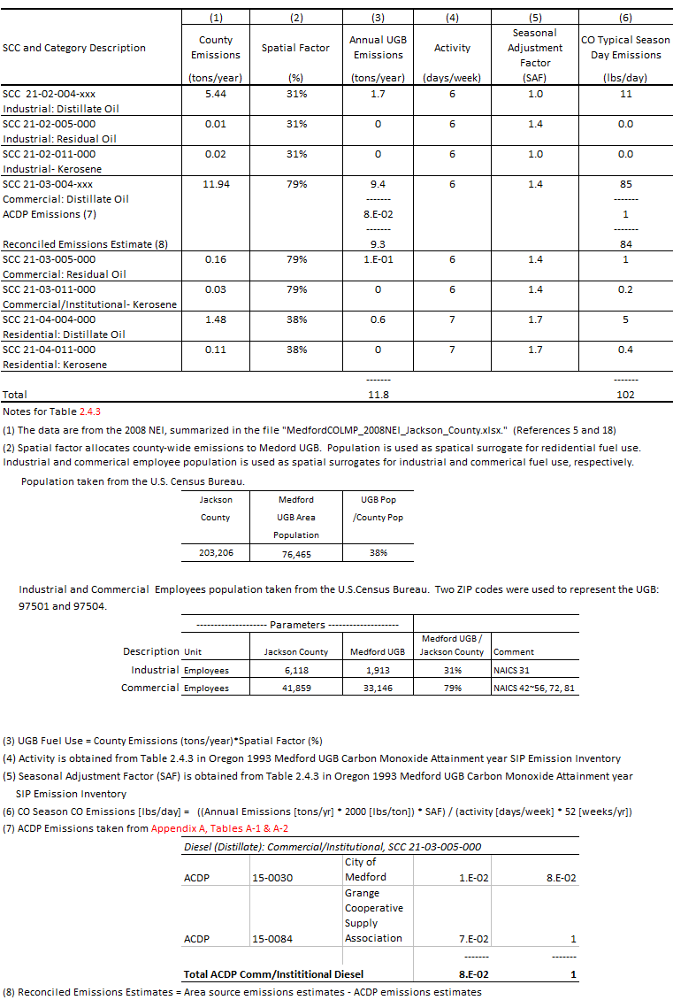 (1) (2) (3) (4) (5) (6)
SCC and Category Description County Emissions (tons/year) Spatial Factor (%) Annual UGB Emissions (tons/year) Activity (days/week) Seasonal Adjustment Factor (SAF) CO Typical Season Day Emissions (lbs/day)
SCC 21-02-004-xxx 5.44 31% 1.7 6 1.0 11
Industrial: Distillate Oil
SCC 21-02-005-000 0.01 31% 0 6 1.4 0.0
Industrial: Residual Oil
SCC 21-02-011-000 0.02 31% 0 6 1.0 0.0
Industrial- Kerosene
SCC 21-03-004-xxx 11.94 79% 9.4 6 1.4 85
Commercial: Distillate Oil ------- -------
ACDP Emissions (7) 8.E-02 1
------- -------
Reconciled Emissions Estimate (8) 9.3 84
SCC 21-03-005-000 0.16 79% 1.E-01 6 1.4 1
Commercial: Residual Oil
SCC 21-03-011-000 0.03 79% 0 6 1.4 0.2
Commercial/Institutional- Kerosene
SCC 21-04-004-000 1.48 38% 0.6 7 1.7 5
Residential: Distillate Oil
SCC 21-04-011-000 0.11 38% 0 7 1.7 0.4
Residential: Kerosene
------- -------
Total 11.8 102
Notes for Table 2.4.3
(1) The data are from the 2008 NEI, summarized in the file "MedfordCOLMP_2008NEI_Jackson_County.xlsx." (References 5 and 18)
(2) Spatial factor allocates county-wide emissions to Medord UGB. Population is used as spatical surrogate for redidential fuel use.
Industrial and commerical employee population is used as spatial surrogates for industrial and commerical fuel use, respectively.
Population taken from the U.S. Census Bureau.
Jackson Medford UGB Pop
County UGB Area /County Pop
Population
203,206 76,465 38%
Industrial and Commercial Employees population taken from the U.S.Census Bureau. Two ZIP codes were used to represent the UGB:
97501 and 97504.
-------------------- Parameters --------------------
Medford UGB /
Description Unit Jackson County Medford UGB Jackson County Comment
Industrial Employees 6,118 1,913 31% NAICS 31
Commercial Employees 41,859 33,146 79% NAICS 42~56, 72, 81
(3) UGB Fuel Use = County Emissions (tons/year)*Spatial Factor (%)
(4) Activity is obtained from Table 2.4.3 in Oregon 1993 Medford UGB Carbon Monoxide Attainment year SIP Emission Inventory
(5) Seasonal Adjustment Factor (SAF) is obtained from Table 2.4.3 in Oregon 1993 Medford UGB Carbon Monoxide Attainment year
SIP Emission Inventory
(6) CO Season CO Emissions [lbs/day] = ((Annual Emissions [tons/yr] * 2000 [lbs/ton]) * SAF) / (activity [days/week] * 52 [weeks/yr])
(7) ACDP Emissions taken from Appendix A, Tables A-1 & A-2
Diesel (Distillate): Commercial/Institutional, SCC 21-03-005-000
City of
ACDP 15-0030 Medford 1.E-02 8.E-02
Grange
Cooperative
Supply
ACDP 15-0084 Association 7.E-02 1
------- -------
Total ACDP Comm/Instititional Diesel 8.E-02 1
(8) Reconciled Emissions Estimates = Area source emissions estimates - ACDP emissions estimates